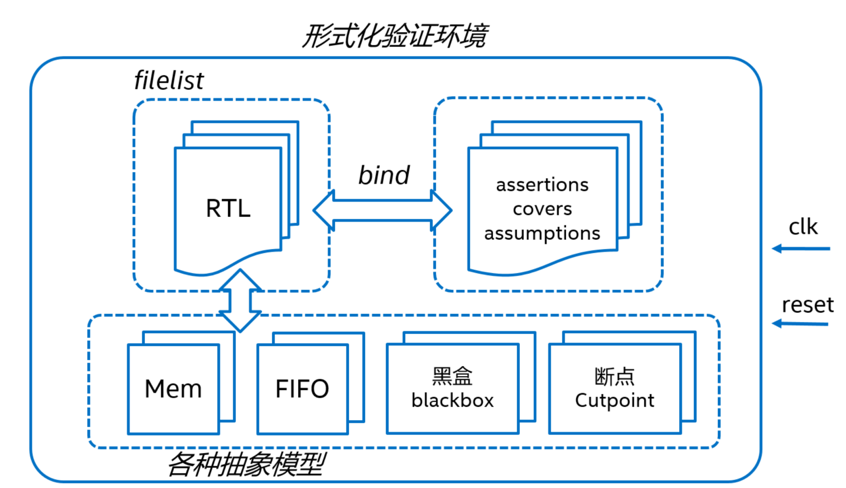 形式化验证环境
filelist
RTL
bind
assertions
covers
assumptions
clk
reset
Mem
FIFO
黑盒
blackbox
断点
Cutpoint
各种抽象模型